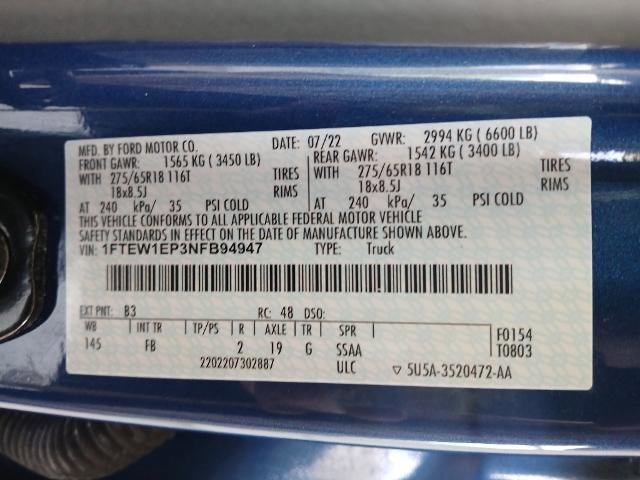 MFD. BY FORD MOTOR CO. DATE: 07/22 GVWR: 2994 KG ( 6600 LB)
FRONT GAWR: 1565 KG ( 3450 LB) REAR GAWR: 1542 KG ( 3400 LB)
WITH 275/65R18 116T TIRES WITH 275/65R18 116T TIRES
18x8.5J RIMS 18x8.5J RIMS
AT 240 kPa/ 35 PSI COLD AT 240 kPa/ 35 PSI COLD
THIS VEHICLE CONFORMS TO ALL APPLICABLE FEDERAL MOTOR VEHICLE
SAFETY STANDARDS IN EFFECT ON THE DATE OF MANUFACTURE SHOWN ABOVE.
VIN: 1FTEW1EP3NFB94947 TYPE: Truck
EXT PNT: B3 RC: 48 DSO:
WB INT TR TP/PS R AXLE TR SPR F0154
145 FB 2 19 G SSAA T0803
2202207302887 ULC ▽ 5U5A-3520472-AA